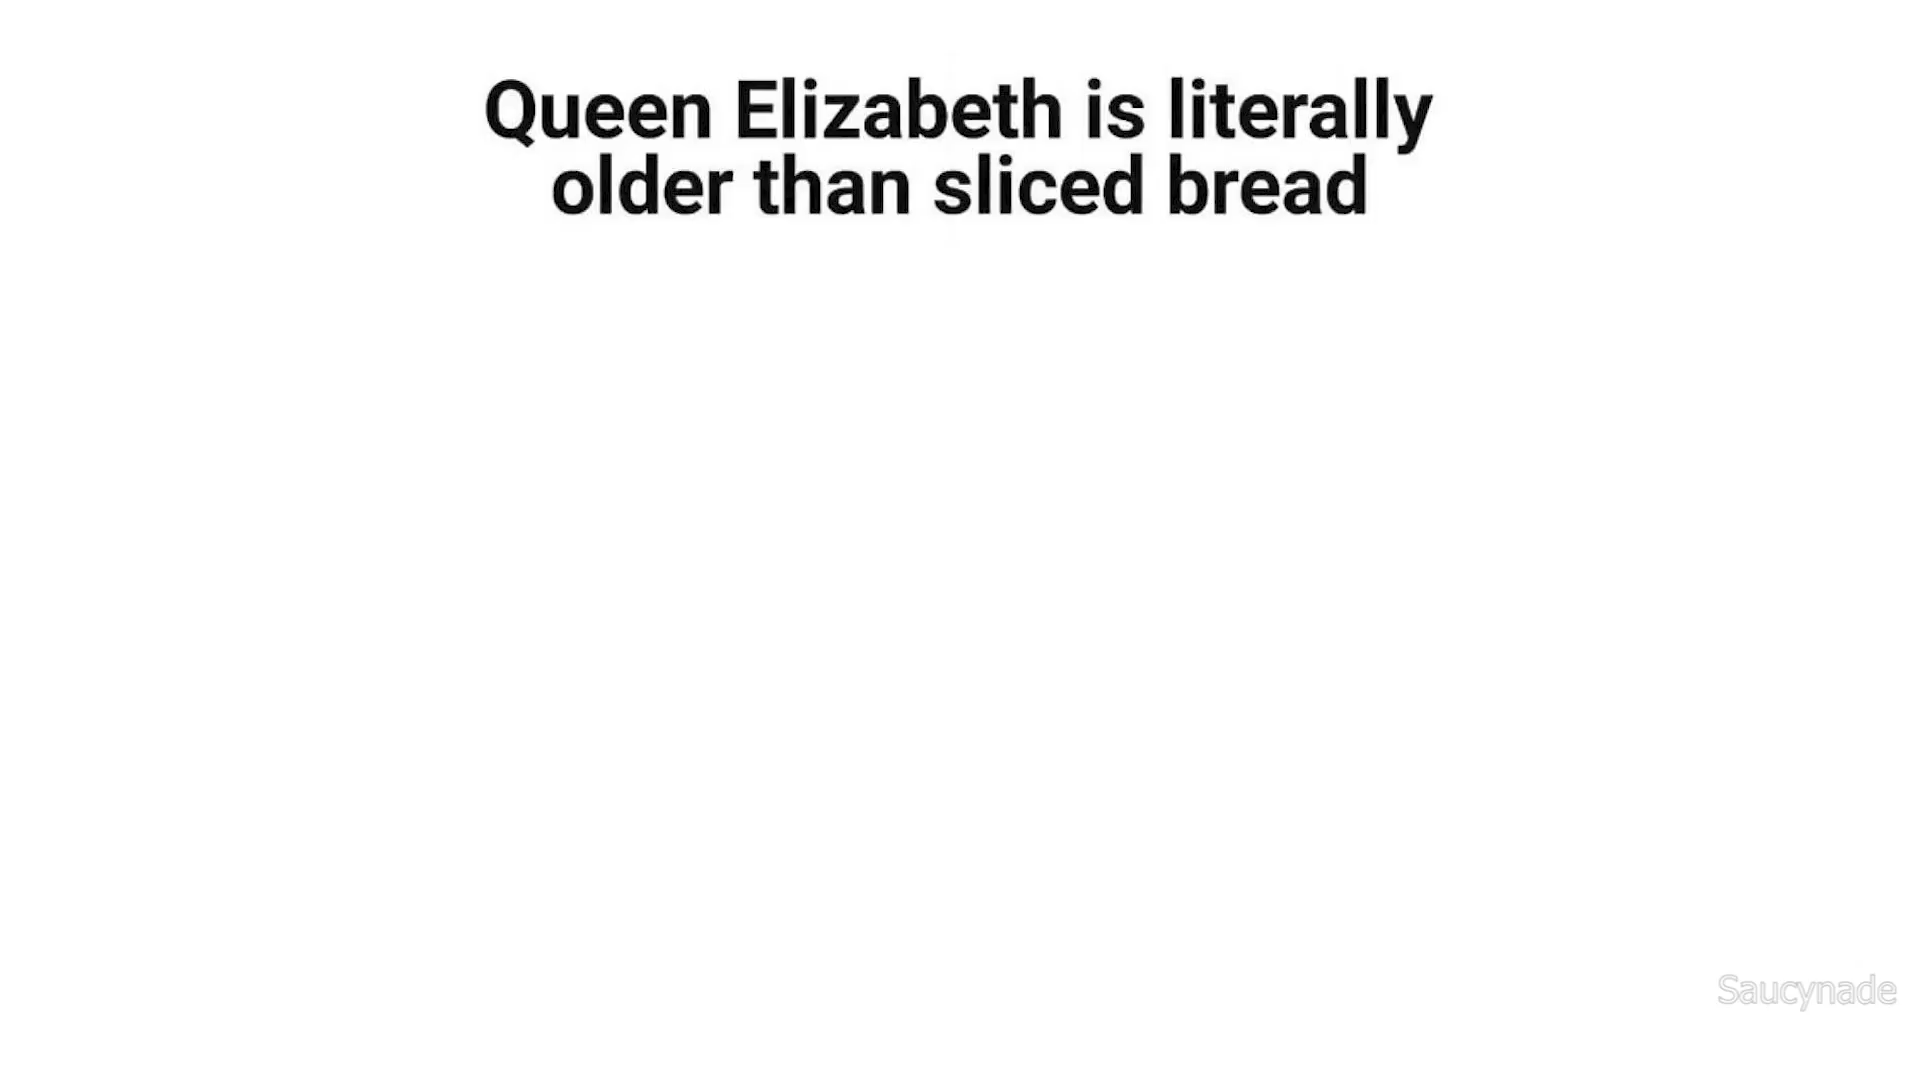 Queen Elizabeth is literally
older than sliced bread
Saucynade